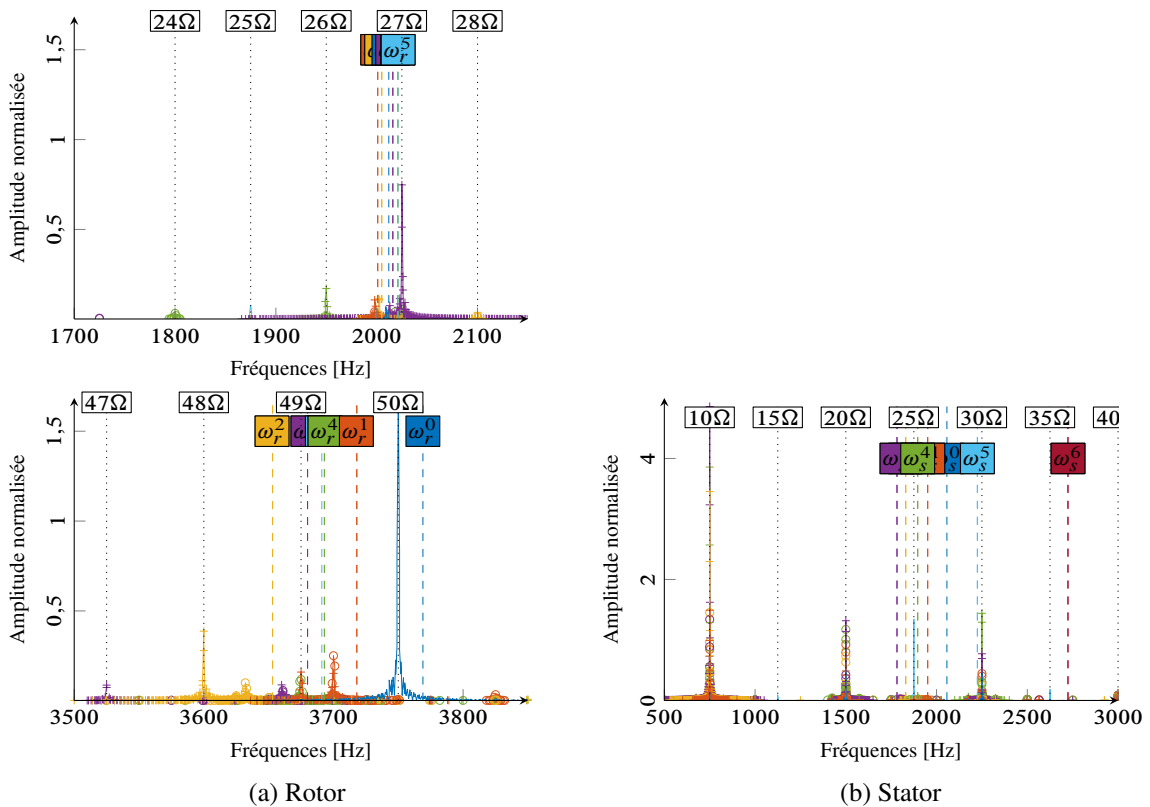 24Ω 25Ω 26Ω 27Ω 28Ω
ω_r^5
1,5
1
0,5
Amplitude normalisée
1700 1800 1900 2000 2100
Fréquences [Hz]
47Ω 48Ω 49Ω 50Ω
ω_r^2 ω_r^4 ω_r^1 ω_r^0
1,5
1
0,5
Amplitude normalisée
3500 3600 3700 3800
Fréquences [Hz]
(a) Rotor
10Ω 15Ω 20Ω 25Ω 30Ω 35Ω 40
ω_s^4 ω_s^0 ω_s^5 ω_s^6
4
2
0
Amplitude normalisée
500 1000 1500 2000 2500 3000
Fréquences [Hz]
(b) Stator